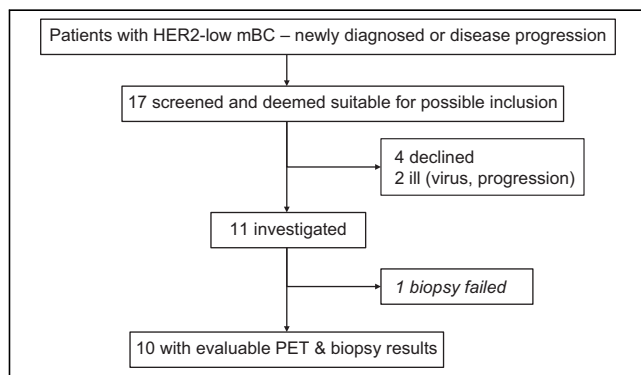 Patients with HER2-low mBC – newly diagnosed or disease progression
17 screened and deemed suitable for possible inclusion
4 declined
2 ill (virus, progression)
11 investigated
1 biopsy failed
10 with evaluable PET & biopsy results